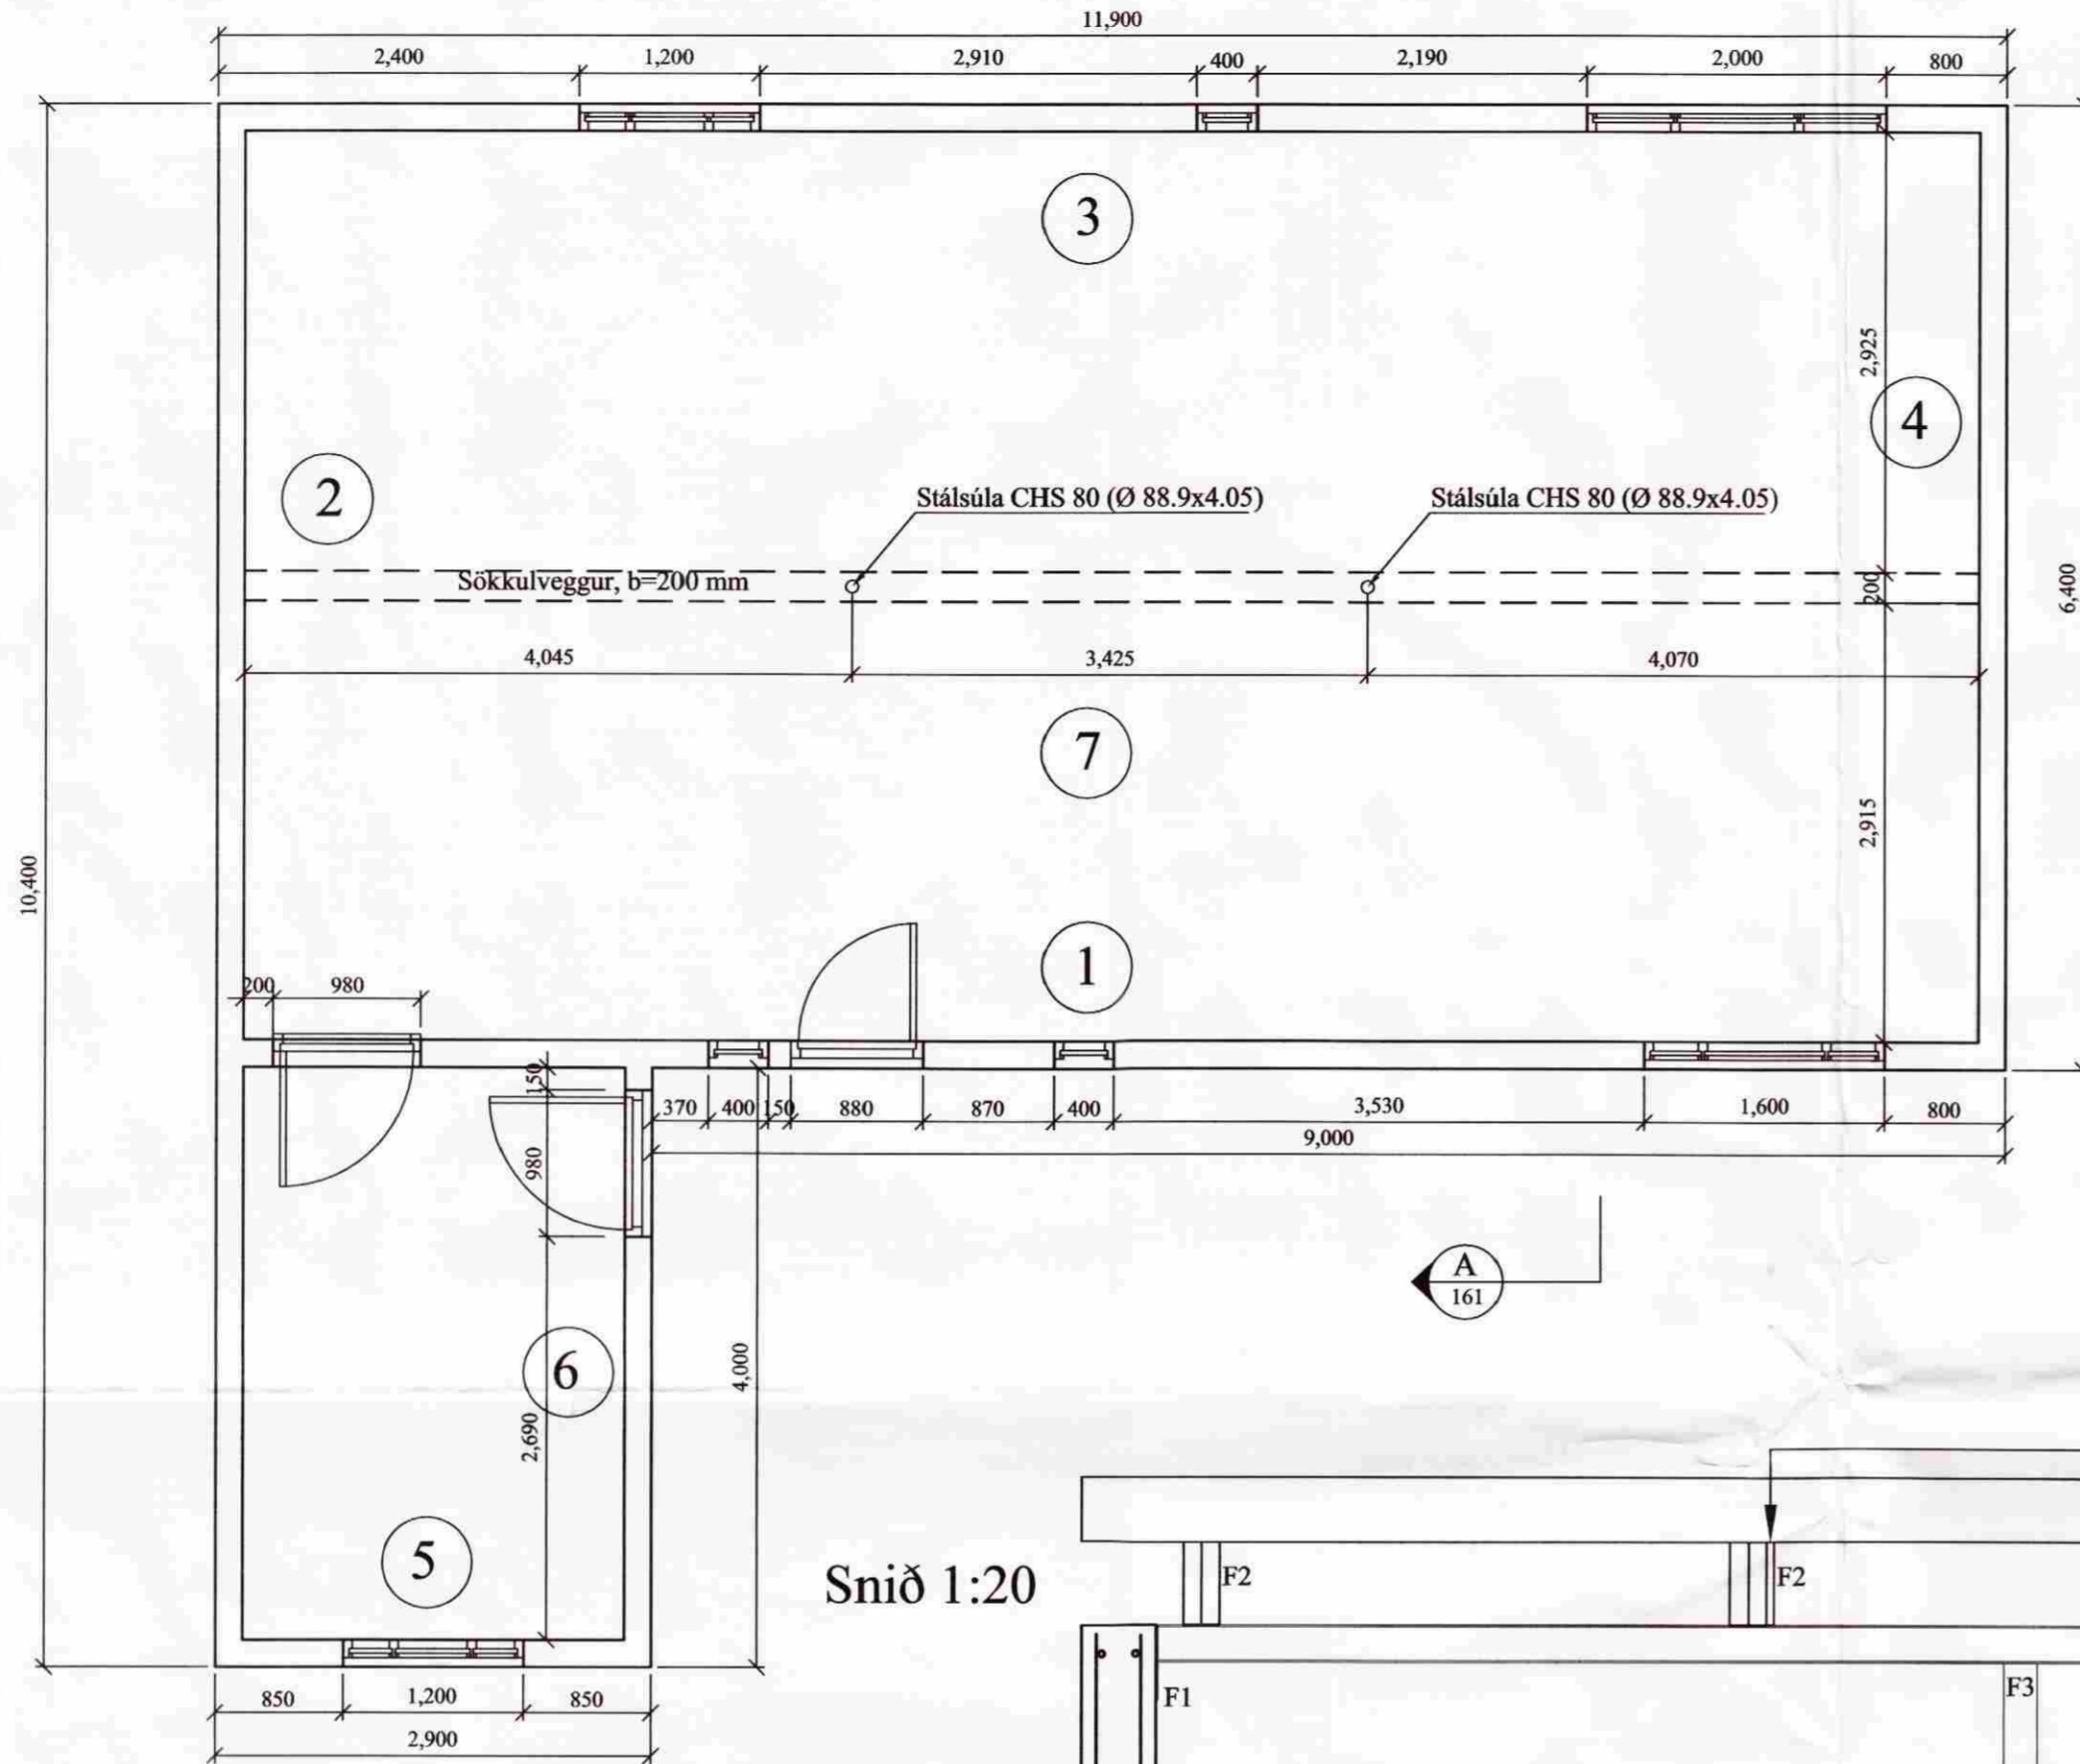 11,900
2,400 1,200 2,910 400 2,190 2,000 800
3
2,925
4
2
Stálsúla CHS 80 (Ø 88.9x4.05) Stálsúla CHS 80 (Ø 88.9x4.05)
Sökkulveggur, b=200 mm
200
6,400
4,045 3,425 4,070
7
2,915
10,400
1
200 980
150
370 400 150 880 870 400 3,530 1,600 800
9,000
980
A
161
6
4,000
2,690
5
Snið 1:20
F2 F2
850 1,200 850
F1 F3
2,900